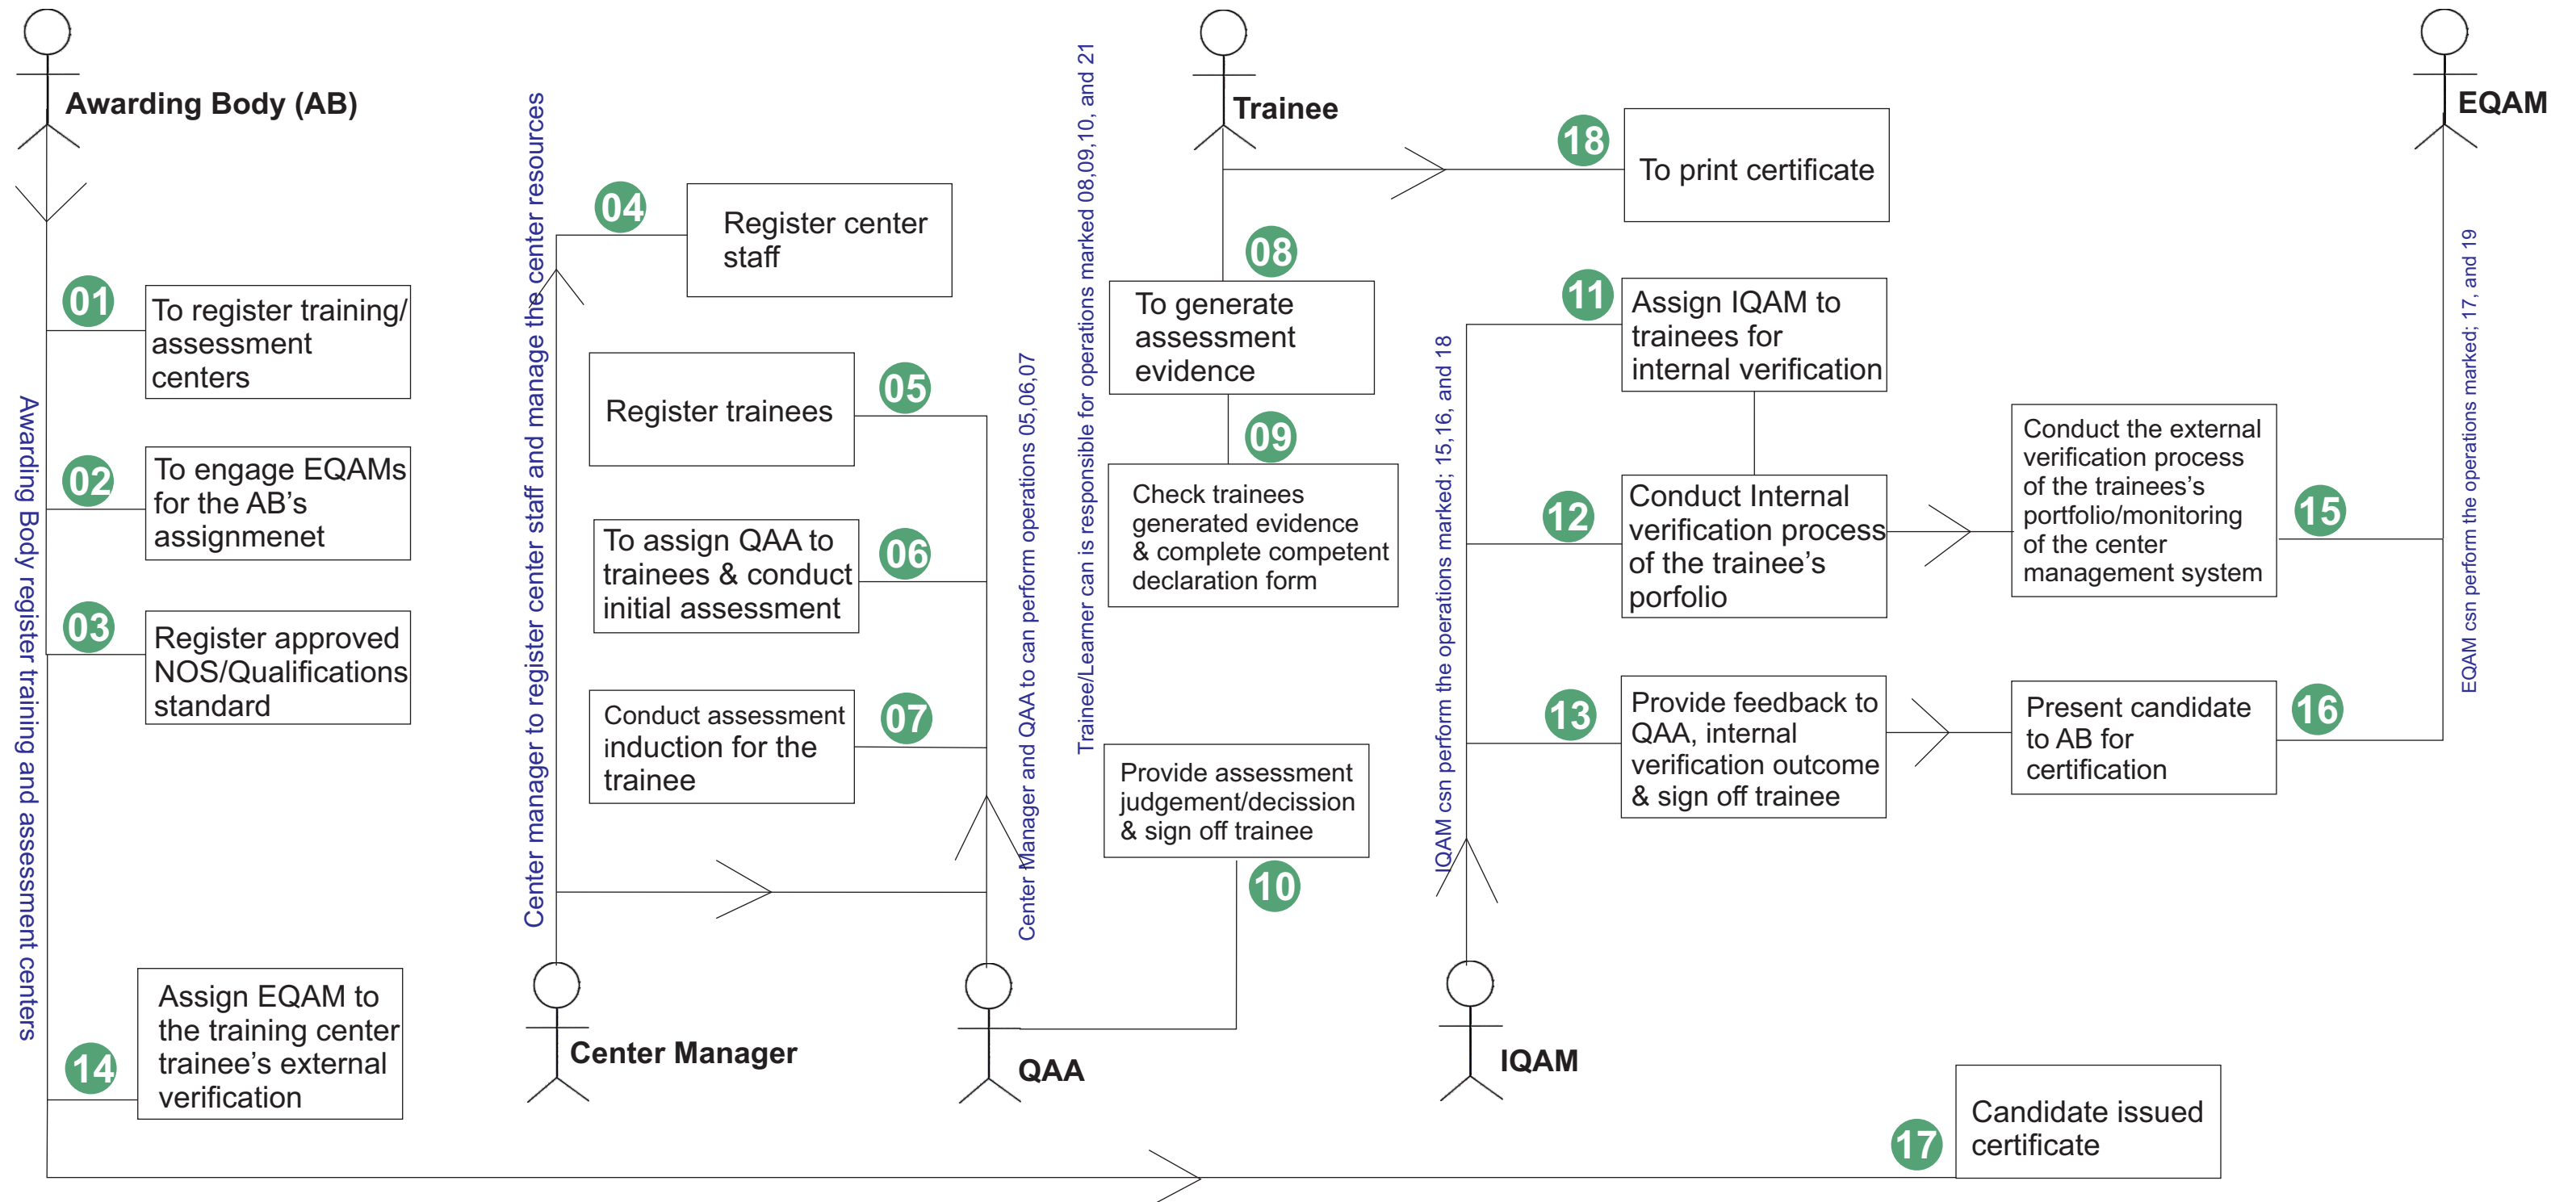 Awarding Body (AB)
Awarding Body register training and assessment centers
01
To register training/
assessment
centers
02
To engage EQAMs
for the AB's
assignmenet
03
Register approved
NOS/Qualifications
standard
14
Assign EQAM to
the training center
trainee's external
verification
Center manager to register center staff and manage the center resources
04
Register center
staff
Register trainees
05
To assign QAA to
trainees & conduct
initial assessment
06
Conduct assessment
induction for the
trainee
07
Center Manager
QAA
Center Manager and QAA to can perform operations 05,06,07
Trainee/Learner can is responsible for operations marked 08,09,10, and 21
Trainee
18
To print certificate
08
To generate
assessment
evidence
09
Check trainees
generated evidence
& complete competent
declaration form
Provide assessment
judgement/decission
& sign off trainee
10
IQAM csn perform the operations marked; 15,16, and 18
11
Assign IQAM to
trainees for
internal verification
12
Conduct Internal
verification process
of the trainee's
porfolio
13
Provide feedback to
QAA, internal
verification outcome
& sign off trainee
IQAM
EQAM
EQAM csn perform the operations marked; 17, and 19
Conduct the external
verification process
of the trainees's
portfolio/monitoring
of the center
management system
15
Present candidate
to AB for
certification
16
17
Candidate issued
certificate